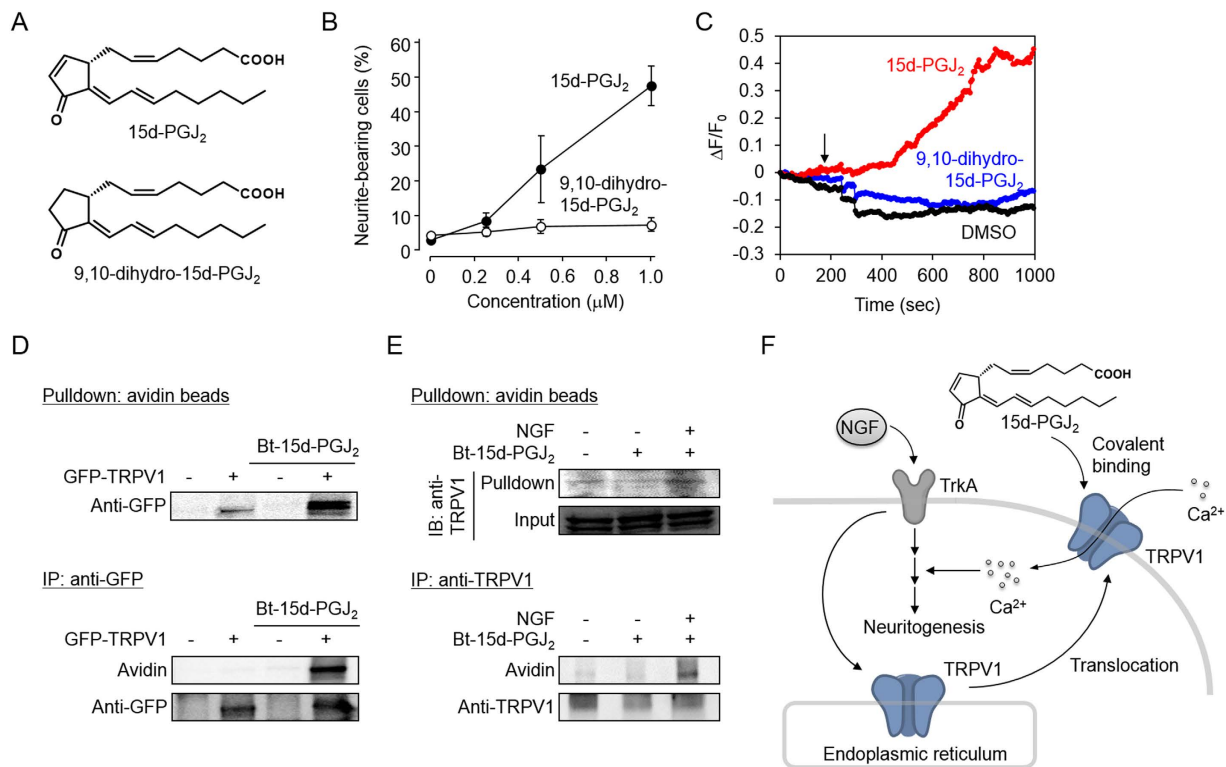 A
COOH
O
15d-PGJ2
COOH
O
9,10-dihydro-15d-PGJ2
B
Neurite-bearing cells (%)
60
50
40
30
20
10
0
15d-PGJ2
9,10-dihydro-
15d-PGJ2
0 0.2 0.4 0.6 0.8 1.0
Concentration (μM)
C
ΔF/F0
0.5
0.4
0.3
0.2
0.1
0
-0.1
-0.2
-0.3
15d-PGJ2
9,10-dihydro-
15d-PGJ2
DMSO
0 200 400 600 800 1000
Time (sec)
D
Pulldown: avidin beads
Bt-15d-PGJ2
GFP-TRPV1 - + - +
Anti-GFP
IP: anti-GFP
Bt-15d-PGJ2
GFP-TRPV1 - + - +
Avidin
Anti-GFP
E
Pulldown: avidin beads
NGF - - +
Bt-15d-PGJ2 - + +
IB: anti-
TRPV1
Pulldown
Input
IP: anti-TRPV1
NGF - - +
Bt-15d-PGJ2 - + +
Avidin
Anti-TRPV1
F
COOH
O
15d-PGJ2
NGF
Covalent
binding
TrkA
Ca2+
TRPV1
Ca2+
Neuritogenesis
TRPV1
Translocation
Endoplasmic reticulum